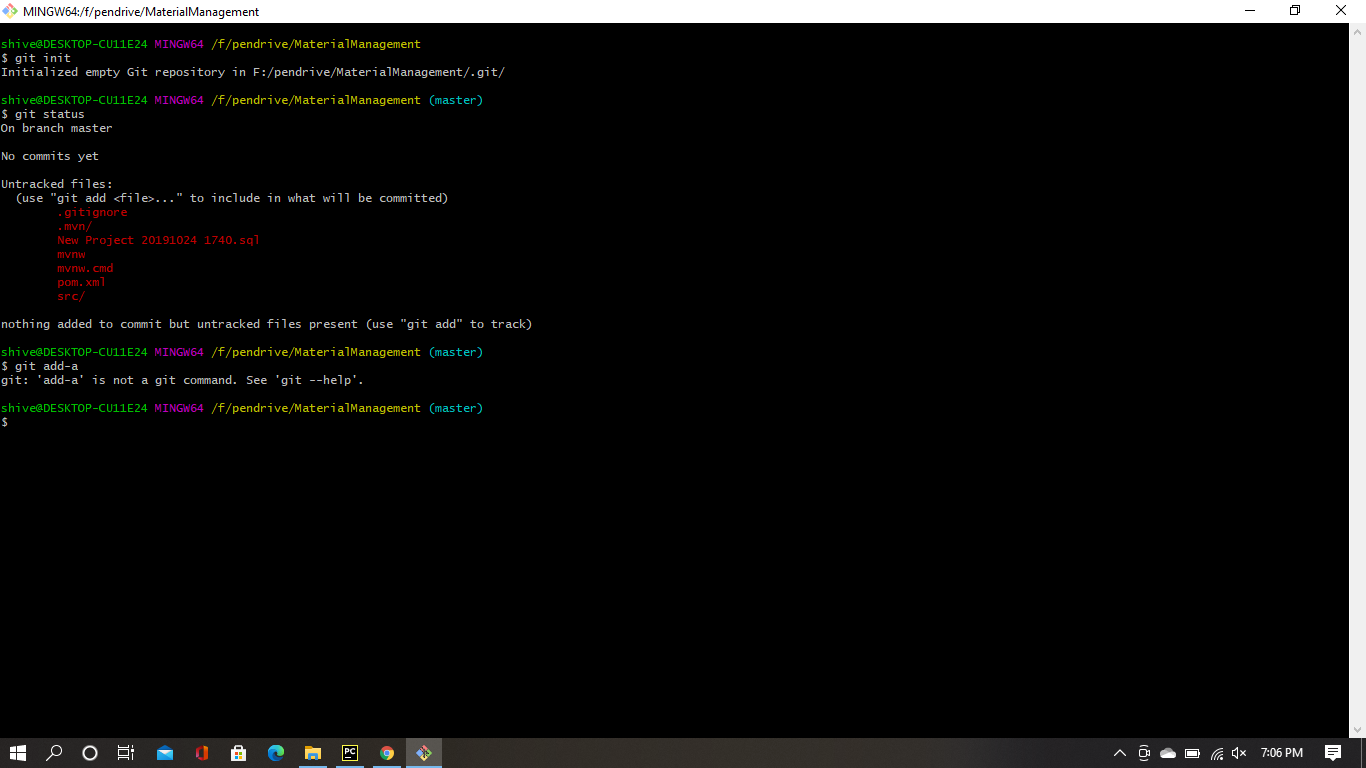 MINGW64:/f/pendrive/MaterialManagement
shive@DESKTOP-CU11E24 MINGW64 /f/pendrive/MaterialManagement
$ git init
Initialized empty Git repository in F:/pendrive/MaterialManagement/.git/
shive@DESKTOP-CU11E24 MINGW64 /f/pendrive/MaterialManagement (master)
$ git status
On branch master
No commits yet
Untracked files:
(use "git add <file>..." to include in what will be committed)
.gitignore
.mvn/
New Project 20191024 1740.sql
mvnw
mvnw.cmd
pom.xml
src/
nothing added to commit but untracked files present (use "git add" to track)
shive@DESKTOP-CU11E24 MINGW64 /f/pendrive/MaterialManagement (master)
$ git add-a
git: 'add-a' is not a git command. See 'git --help'.
shive@DESKTOP-CU11E24 MINGW64 /f/pendrive/MaterialManagement (master)
$
PC
7:06 PM